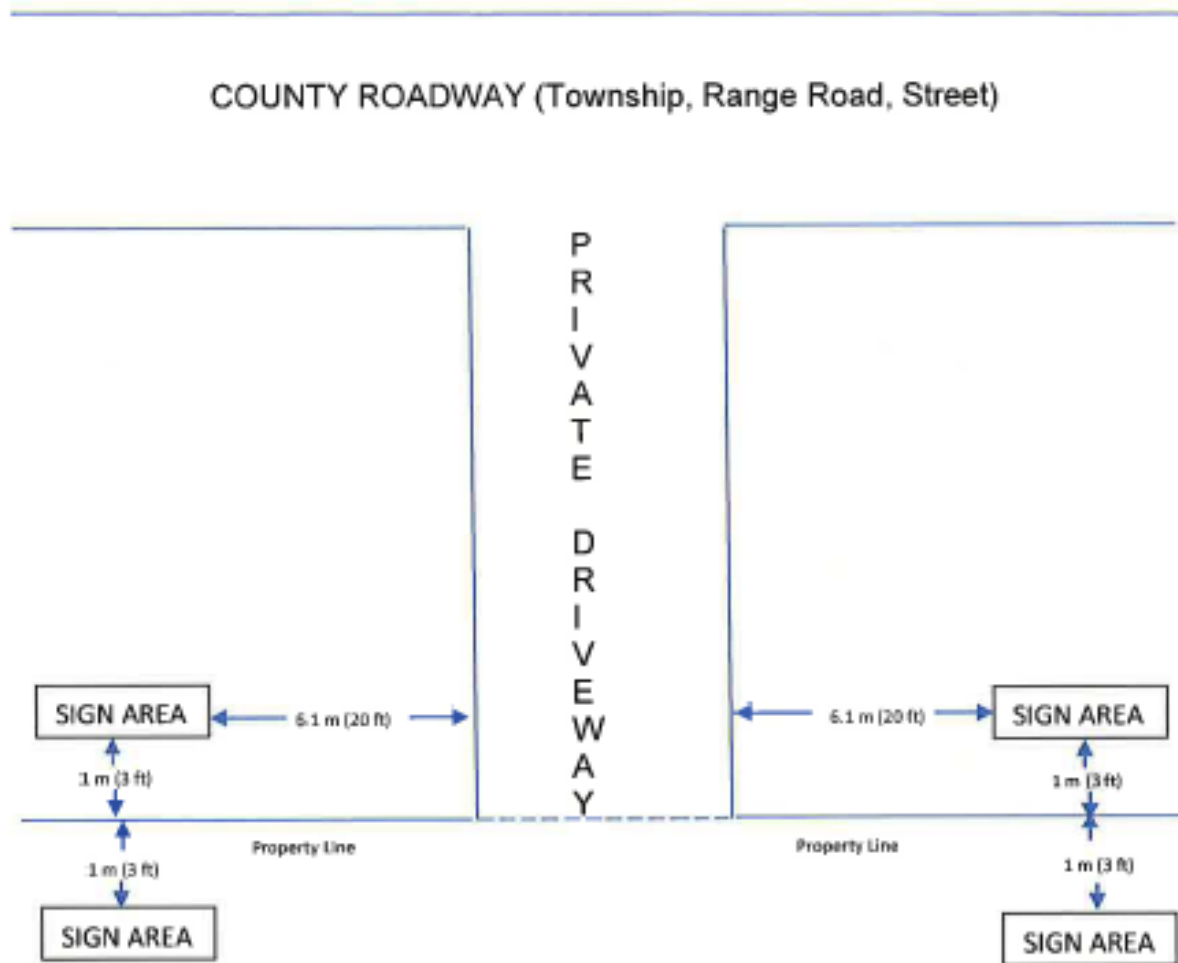 COUNTY ROADWAY (Township, Range Road, Street)
PRIVATE DRIVEWAY
SIGN AREA
6.1 m (20 ft)
6.1 m (20 ft)
SIGN AREA
1 m (3 ft)
1 m (3 ft)
Property Line
Property Line
1 m (3 ft)
1 m (3 ft)
SIGN AREA
SIGN AREA